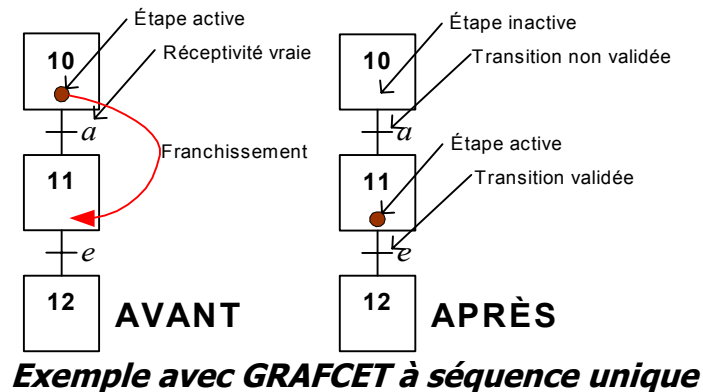 Étape active
10
Réceptivité vraie
a
Franchissement
11
e
12
AVANT
Étape inactive
10
Transition non validée
a
Étape active
11
Transition validée
e
12
APRÈS
Exemple avec GRAFCET à séquence unique